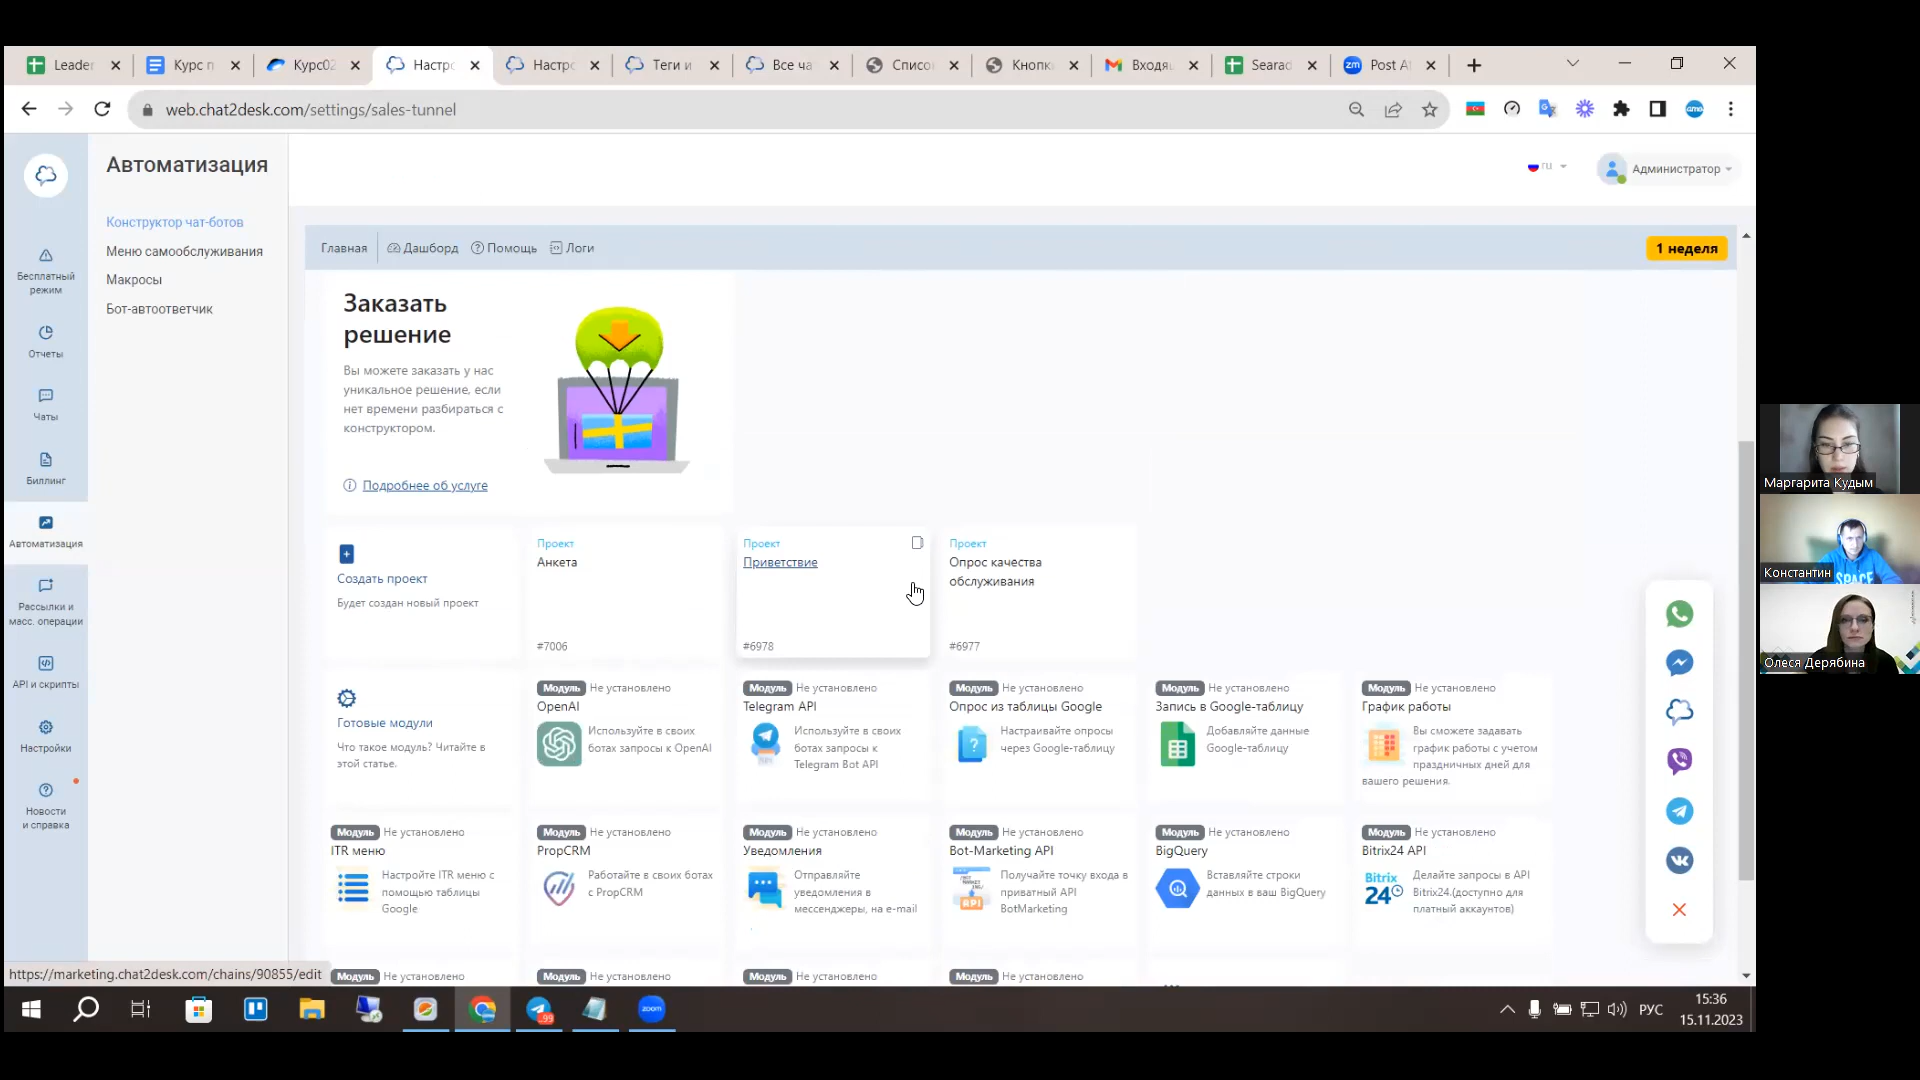 Leade
Курс п
Курс02
Настро
Настро
Теги и
Все ча
Списо
Кнопк
Входящ
Searad
zm
Post A
web.chat2desk.com/settings/sales-tunnel
Автоматизация
ru
Администратор
Конструктор чат-ботов
Меню самообслуживания
Макросы
Бот-автоответчик
Бесплатный
режим
Отчеты
Чаты
Биллинг
Автоматизация
Рассылки и
масс. операции
API и скрипты
Настройки
Новости
и справка
Главная
Дашборд
Помощь
Логи
1 неделя
Заказать
решение
Вы можете заказать у нас
уникальное решение, если
нет времени разбираться с
конструктором.
Подробнее об услуге
Создать проект
Будет создан новый проект
Проект
Анкета
#7006
Проект
Приветствие
#6978
Проект
Опрос качества
обслуживания
#6977
Готовые модули
Что такое модуль? Читайте в
этой статье.
Модуль Не установлено
OpenAI
Используйте в своих
ботах запросы к OpenAI
Модуль Не установлено
Telegram API
Используйте в своих
ботах запросы к
Telegram Bot API
Модуль Не установлено
Опрос из таблицы Google
Настраивайте опросы
через Google-таблицу
Модуль Не установлено
Запись в Google-таблицу
Добавляйте данные
Google-таблицу
Модуль Не установлено
График работы
Вы сможете задавать
график работы с учетом
праздничных дней для
вашего решения.
Модуль Не установлено
ITR меню
Настройте ITR меню с
помощью таблицы
Google
Модуль Не установлено
PropCRM
Работайте в своих ботах
с PropCRM
Модуль Не установлено
Уведомления
Отправляйте
уведомления в
мессенджеры, на e-mail
Модуль Не установлено
Bot-Marketing API
Получайте точку входа в
приватный API
BotMarketing
Модуль Не установлено
BigQuery
Вставляйте строки
данных в ваш BigQuery
Модуль Не установлено
Bitrix24 API
Bitrix
24
Делайте запросы в API
Bitrix24.(доступно для
платный аккаунтов)
Модуль Не установлено
Модуль Не установлено
Модуль Не установлено
Модуль Не установлено
https://marketing.chat2desk.com/chains/90855/edit
99
zoom
РУС
15:36
15.11.2023
Маргарита Кудым
Константин
SPACE
Олеся Дерябина